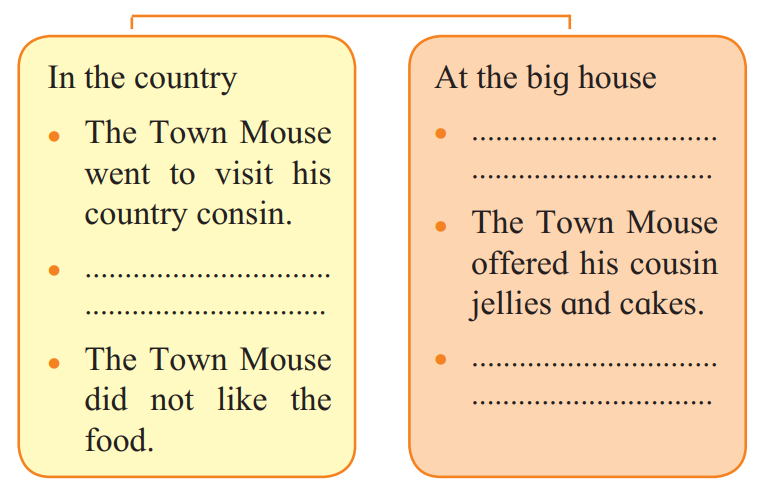 In the country
• The Town Mouse
went to visit his
country consin.
• ...............................
..............................
• The Town Mouse
did not like the
food.
At the big house
• ...............................
..............................
• The Town Mouse
offered his cousin
jellies and cakes.
• ...............................
..............................